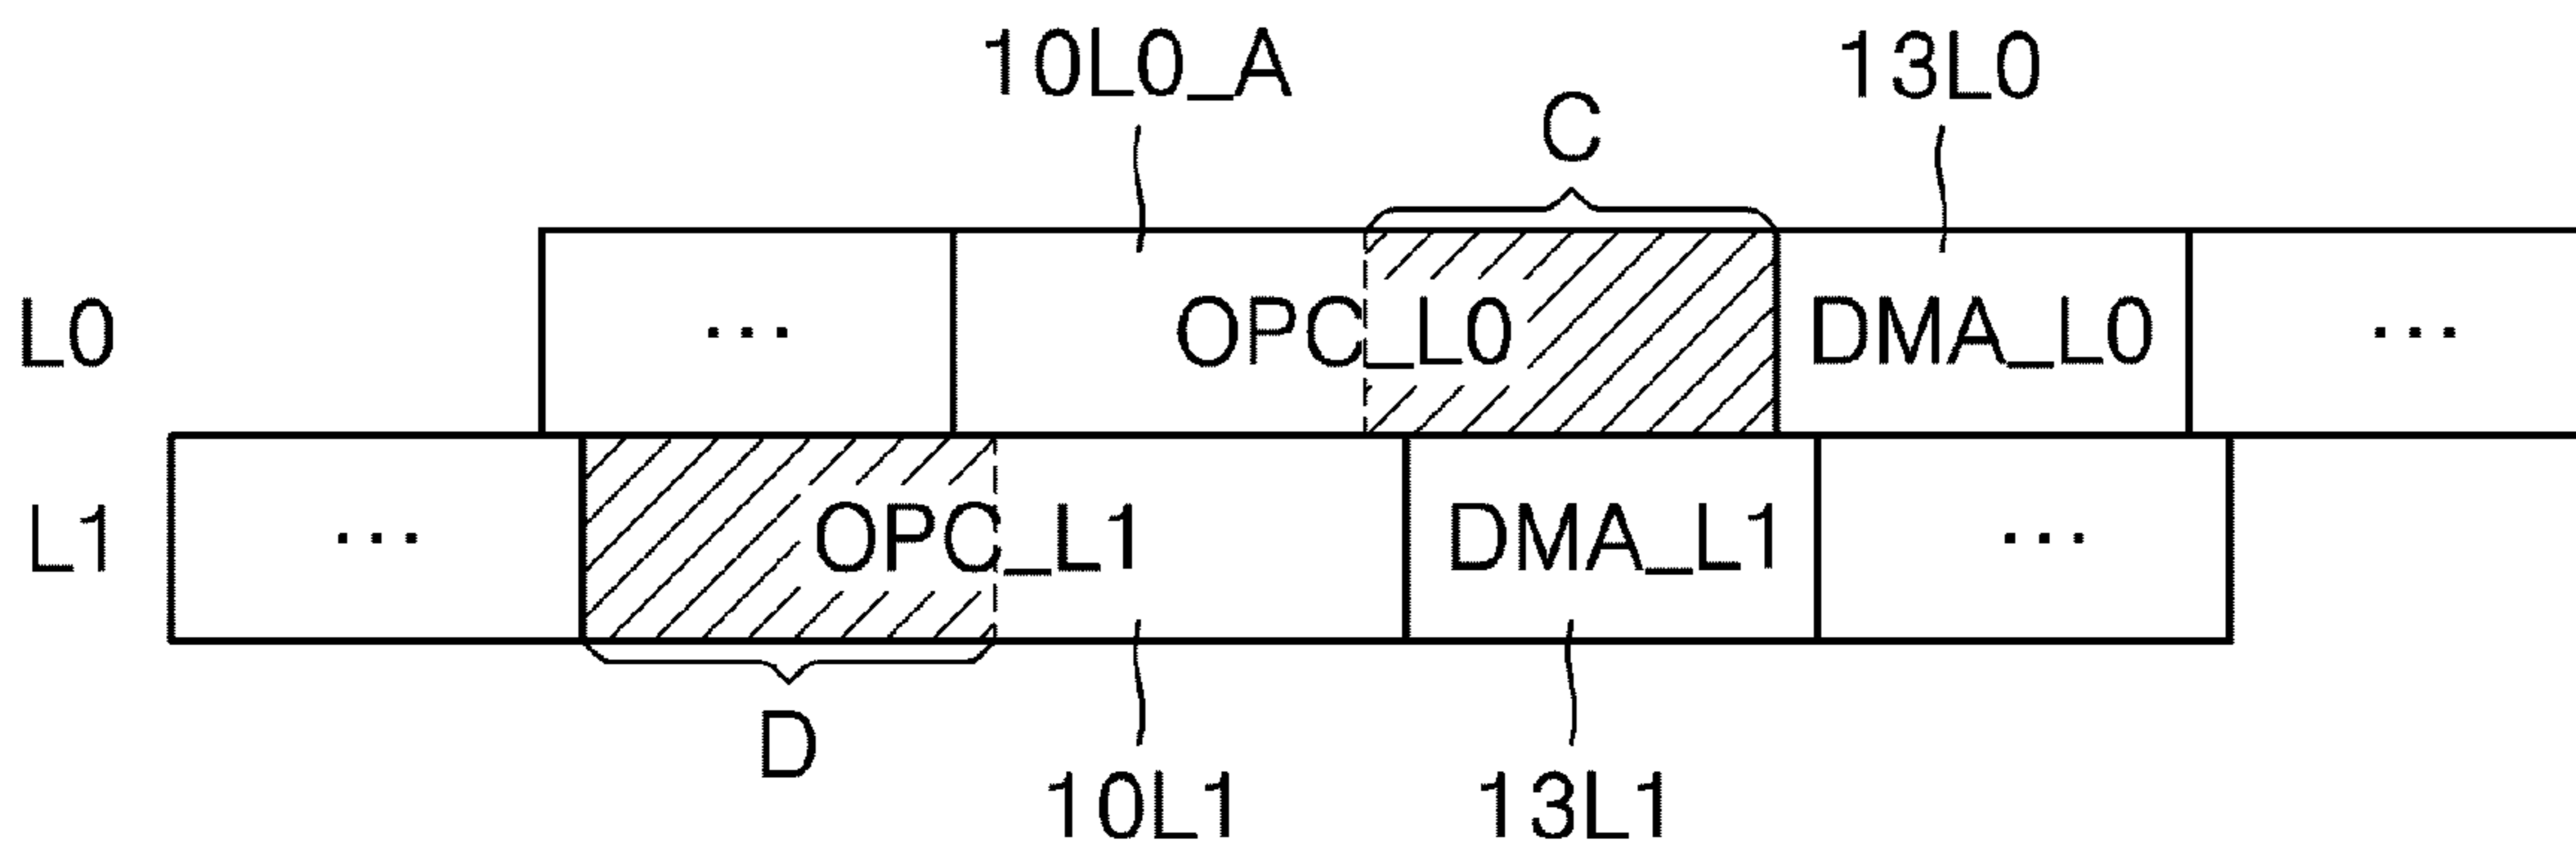 10L0_A 13L0
C
L0 ... OPC_L0 DMA_L0 ...
L1 ... OPC_L1 DMA_L1 ...
D
10L1 13L1